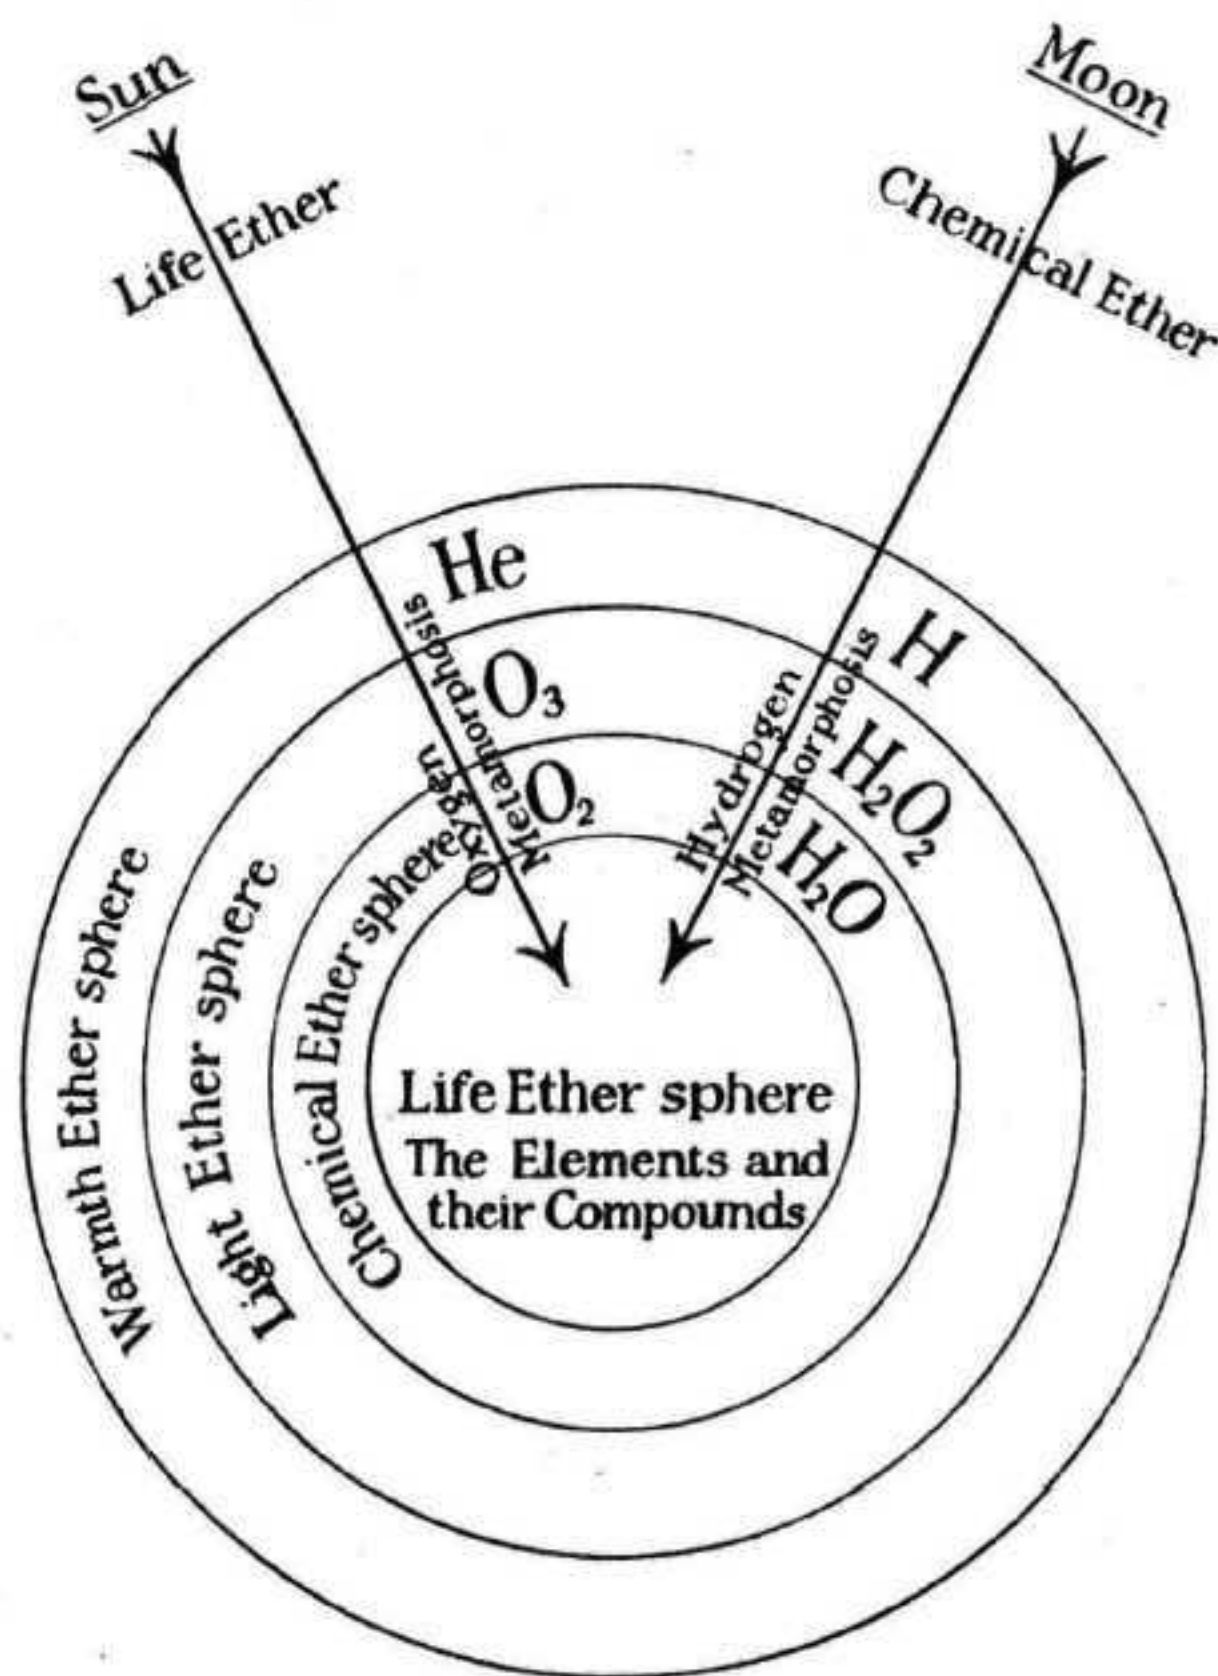 Sun
Moon
Life Ether
Chemical Ether
He
H
O₃
H₂O₂
O₂
H₂O
Oxygen
Metamorphosis
Hydrogen
Metamorphosis
Warmth Ether sphere
Light Ether sphere
Chemical Ether sphere
Life Ether sphere
The Elements and
their Compounds